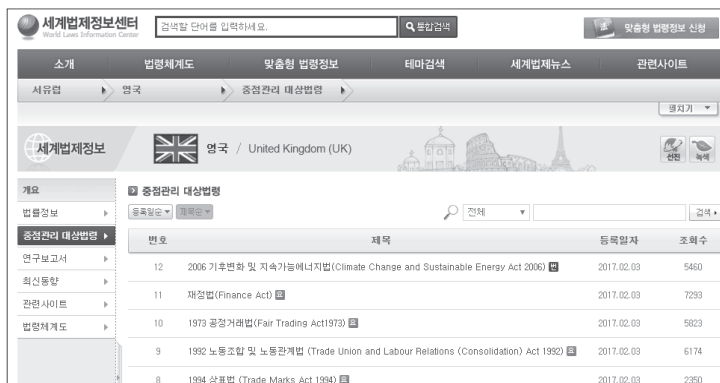 세계법제정보센터
World Laws Information Center
검색할 단어를 입력하세요.
통합검색
맞춤형 법령정보 신청
소개 법령체계도 맞춤형 법령정보 테마검색 세계법제뉴스 관련사이트
서유럽 영국 중점관리 대상법령
펼치기
세계법제정보
영국 / United Kingdom (UK)
선진 녹색
개요
법률정보
중점관리 대상법령
연구보고서
최신동향
관련사이트
법령체계도
중점관리 대상법령
등록일순 제목순
전체
검색
번호 제목 등록일자 조회수
12 2006 기후변화 및 지속가능에너지법(Climate Change and Sustainable Energy Act 2006) 번 2017.02.03 5460
11 재정법(Finance Act) 요 2017.02.03 7293
10 1973 공정거래법(Fair Trading Act1973) 요 2017.02.03 5823
9 1992 노동조합 및 노동관계법 (Trade Union and Labour Relations (Consolidation) Act 1992) 요 2017.02.03 6174
8 1994 상표법 (Trade Marks Act 1994) 요 2017.02.03 2350